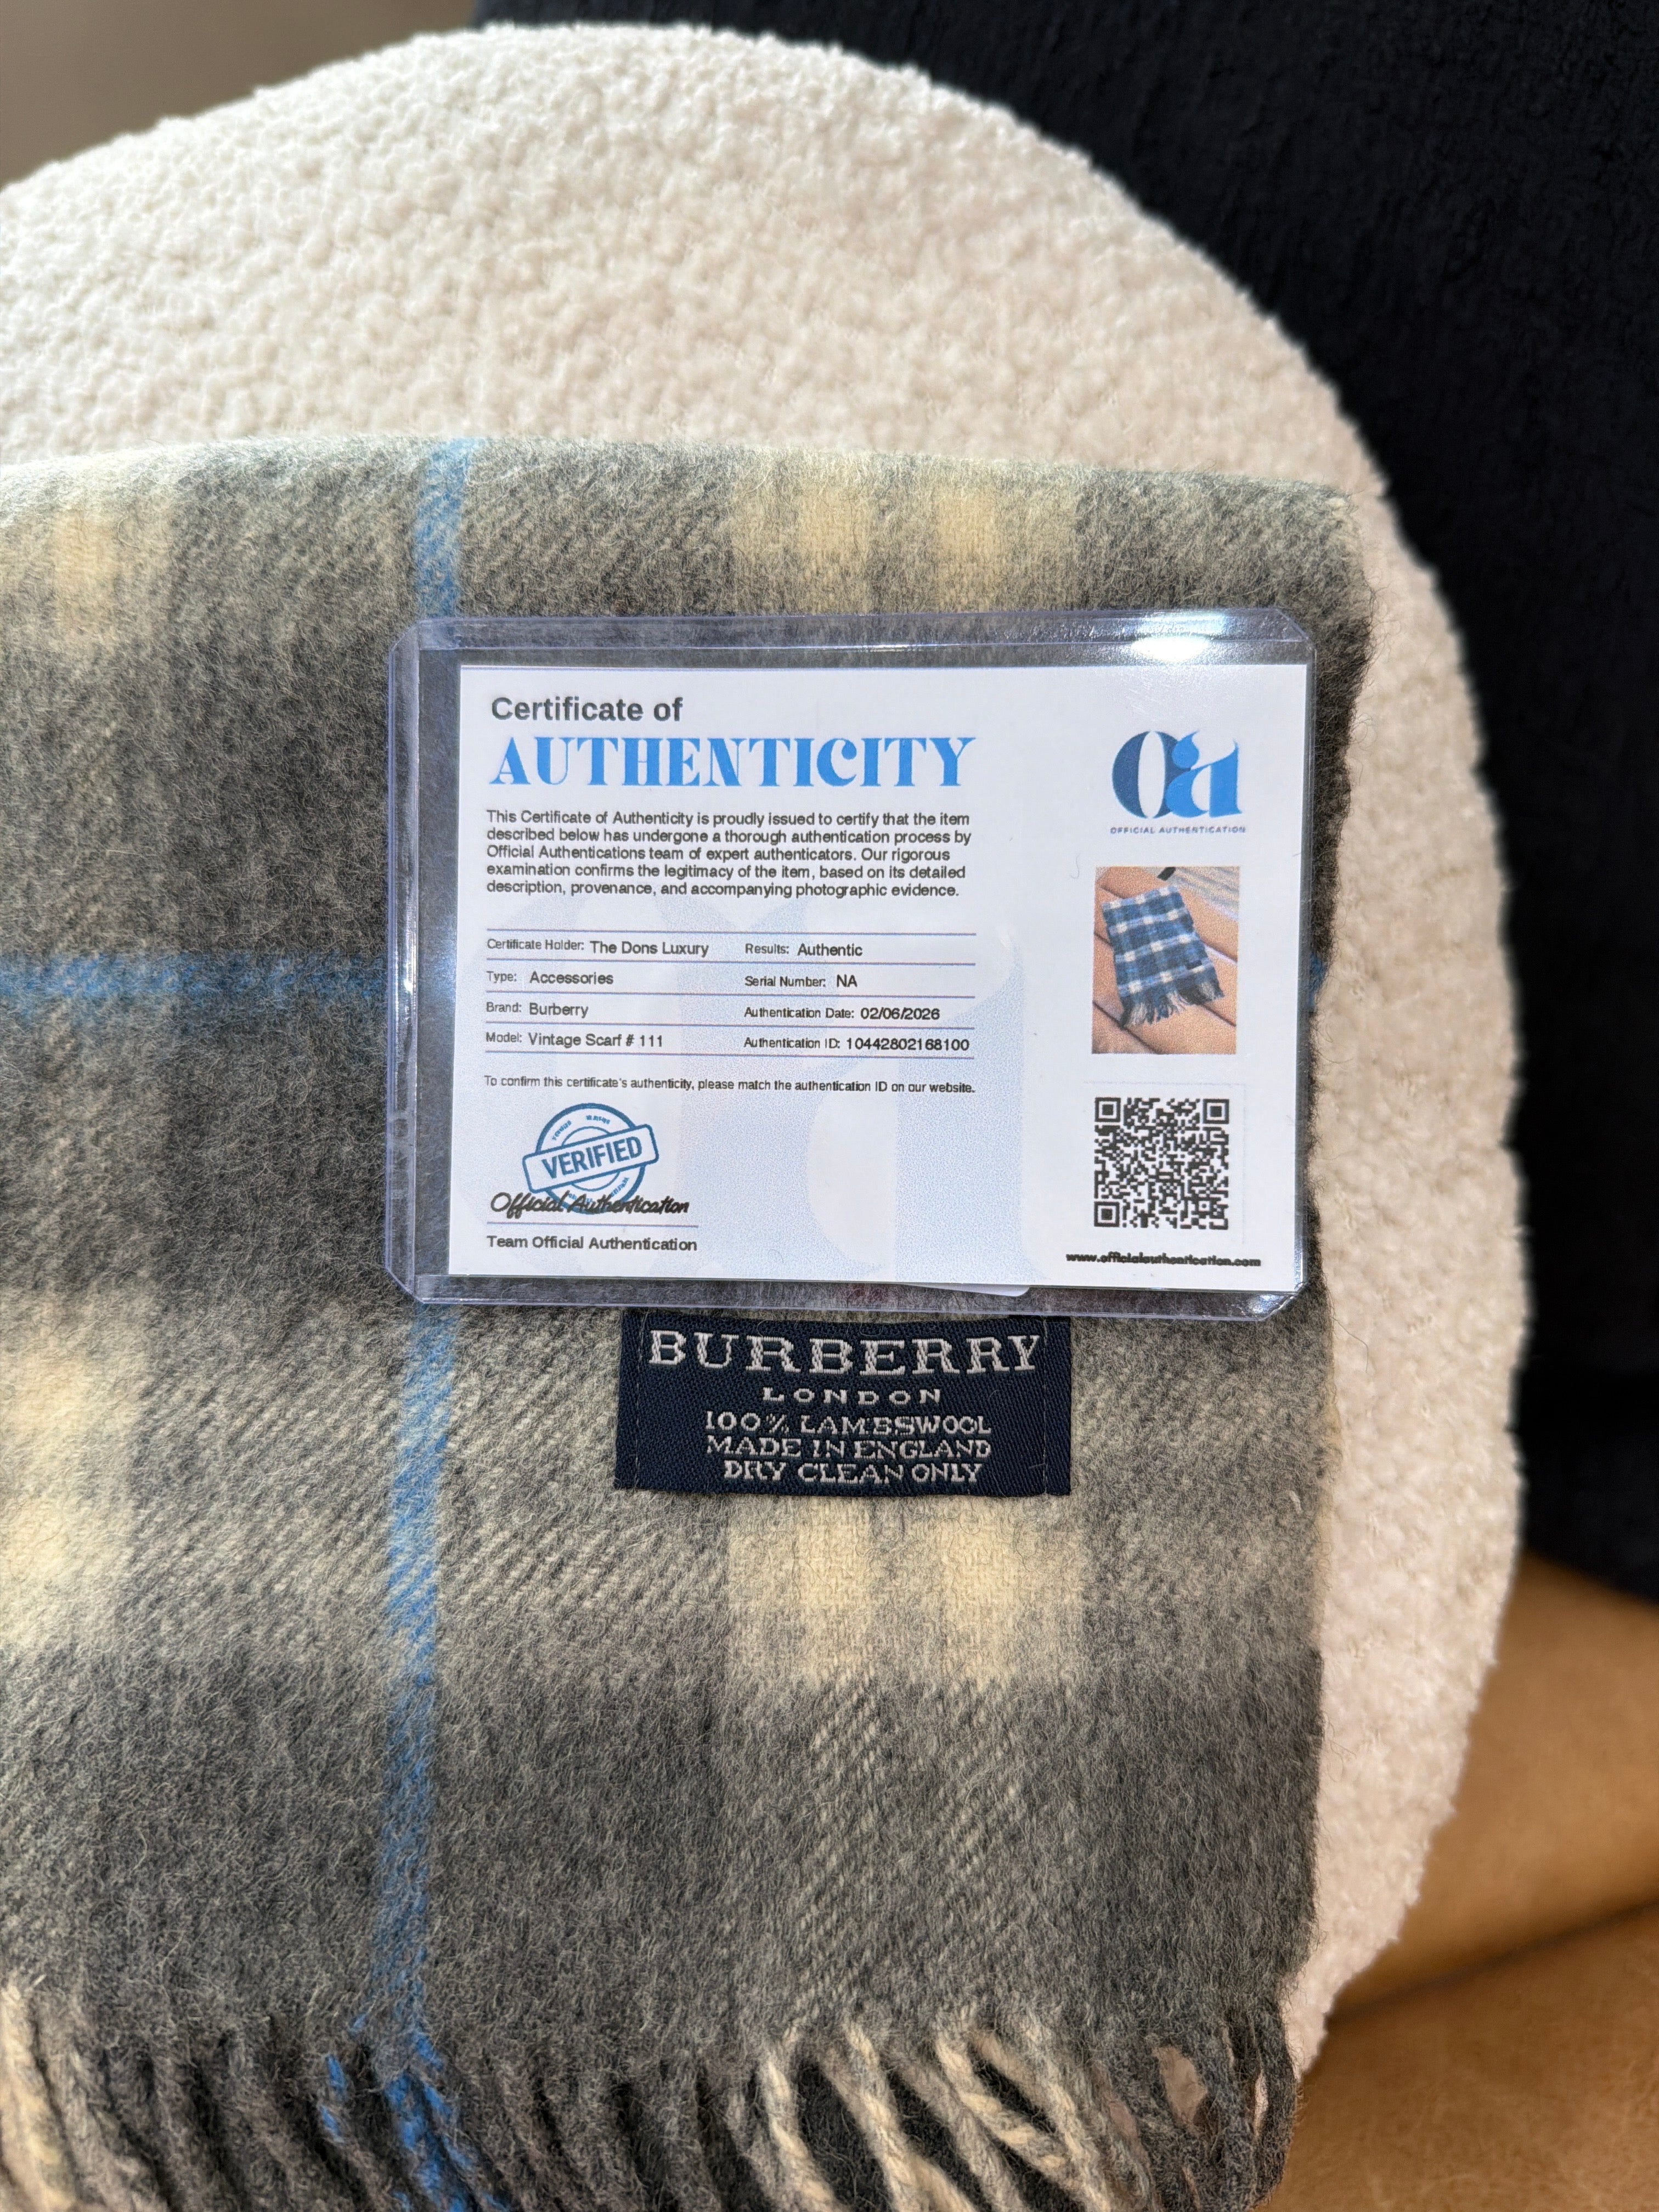 Certificate of
AUTHENTICITY
This Certificate of Authenticity is proudly issued to certify that the item
described below has undergone a thorough authentication process by
Official Authentications team of expert authenticators. Our rigorous
examination confirms the legitimacy of the item, based on its detailed
description, provenance, and accompanying photographic evidence.
Certificate Holder: The Dons Luxury Results: Authentic
Type: Accessories Serial Number: NA
Brand: Burberry Authentication Date: 02/06/2026
Model: Vintage Scarf # 111 Authentication ID: 10442802168100
To confirm this certificate's authenticity, please match the authentication ID on our website.
VERIFIED
Official Authentication
Team Official Authentication
oa
OFFICIAL AUTHENTICATION
www.officialauthentication.com
BURBERRY
LONDON
100% LAMBSWOOL
MADE IN ENGLAND
DRY CLEAN ONLY